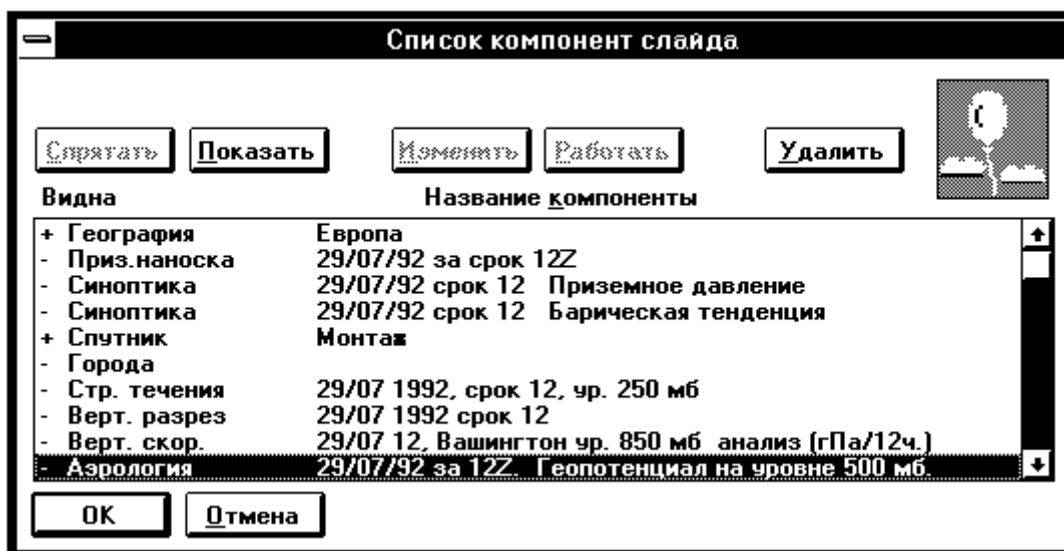 Список компонент слайда
Спрятать Показать Изменить Работать Удалить
Видна Название компоненты
+ География Европа
- Приз.наноска 29/07/92 за срок 12Z
- Синоптика 29/07/92 срок 12 Приземное давление
- Синоптика 29/07/92 срок 12 Барическая тенденция
+ Спутник Монтаж
- Города
- Стр. течения 29/07 1992, срок 12, ур. 250 мб
- Верт. разрез 29/07 1992 срок 12
- Верт. скор. 29/07 12, Вашингтон ур. 850 мб анализ (гПа/12ч.)
- Аэрология 29/07/92 за 12Z. Геопотенциал на уровне 500 мб.
OK Отмена